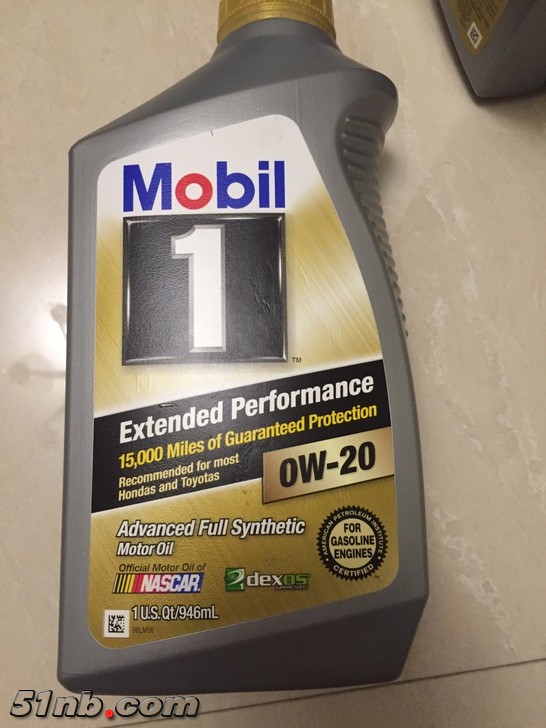 Mobil
1
TM
Extended Performance
15,000 Miles of Guaranteed Protection
Recommended for most
Hondas and Toyotas
0W-20
Advanced Full Synthetic
Motor Oil
AMERICAN PETROLEUM INSTITUTE
FOR
GASOLINE
ENGINES
CERTIFIED
Official Motor Oil of
NASCAR
dexos
APPROVED
1 U.S. Qt/946mL
51nb.com